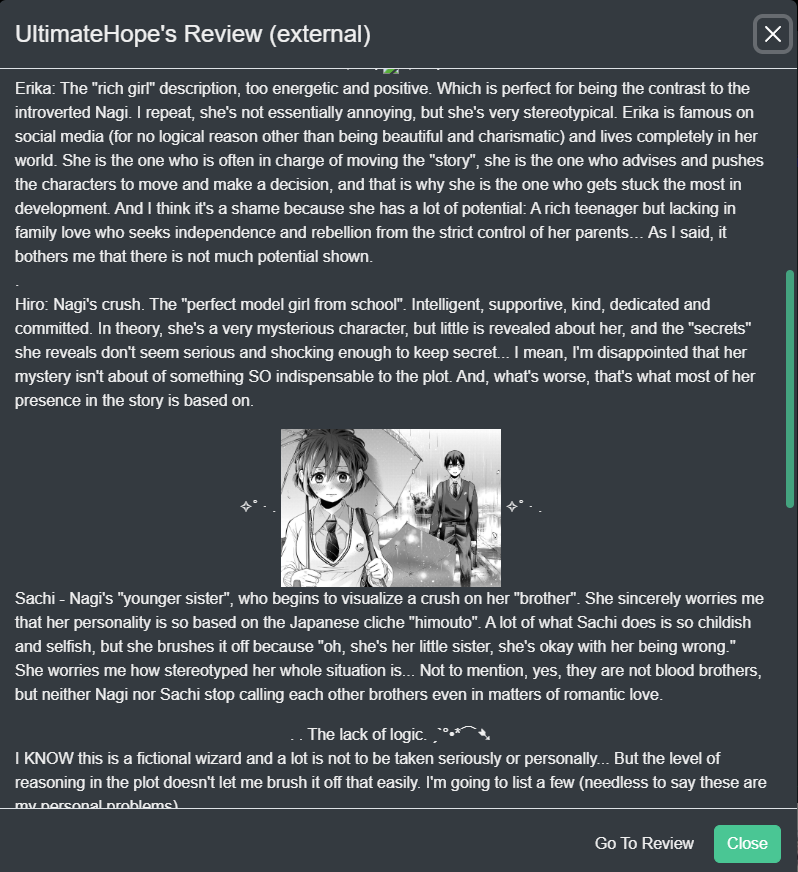 UltimateHope's Review (external)
Erika: The "rich girl" description, too energetic and positive. Which is perfect for being the contrast to the
introverted Nagi. I repeat, she's not essentially annoying, but she's very stereotypical. Erika is famous on
social media (for no logical reason other than being beautiful and charismatic) and lives completely in her
world. She is the one who is often in charge of moving the "story", she is the one who advises and pushes
the characters to move and make a decision, and that is why she is the one who gets stuck the most in
development. And I think it's a shame because she has a lot of potential: A rich teenager but lacking in
family love who seeks independence and rebellion from the strict control of her parents... As I said, it
bothers me that there is not much potential shown.
.
Hiro: Nagi's crush. The "perfect model girl from school". Intelligent, supportive, kind, dedicated and
committed. In theory, she's a very mysterious character, but little is revealed about her, and the "secrets"
she reveals don't seem serious and shocking enough to keep secret... I mean, I'm disappointed that her
mystery isn't about of something SO indispensable to the plot. And, what's worse, that's what most of her
presence in the story is based on.
✧˚ · . ✧˚ · .
Sachi - Nagi's "younger sister", who begins to visualize a crush on her "brother". She sincerely worries me
that her personality is so based on the Japanese cliche "himouto". A lot of what Sachi does is so childish
and selfish, but she brushes it off because "oh, she's her little sister, she's okay with her being wrong."
She worries me how stereotyped her whole situation is... Not to mention, yes, they are not blood brothers,
but neither Nagi nor Sachi stop calling each other brothers even in matters of romantic love.
. . The lack of logic. ˏˋ°•*⁀➷
I KNOW this is a fictional wizard and a lot is not to be taken seriously or personally... But the level of
reasoning in the plot doesn't let me brush it off that easily. I'm going to list a few (needless to say these are
my personal problems)
Go To Review
Close